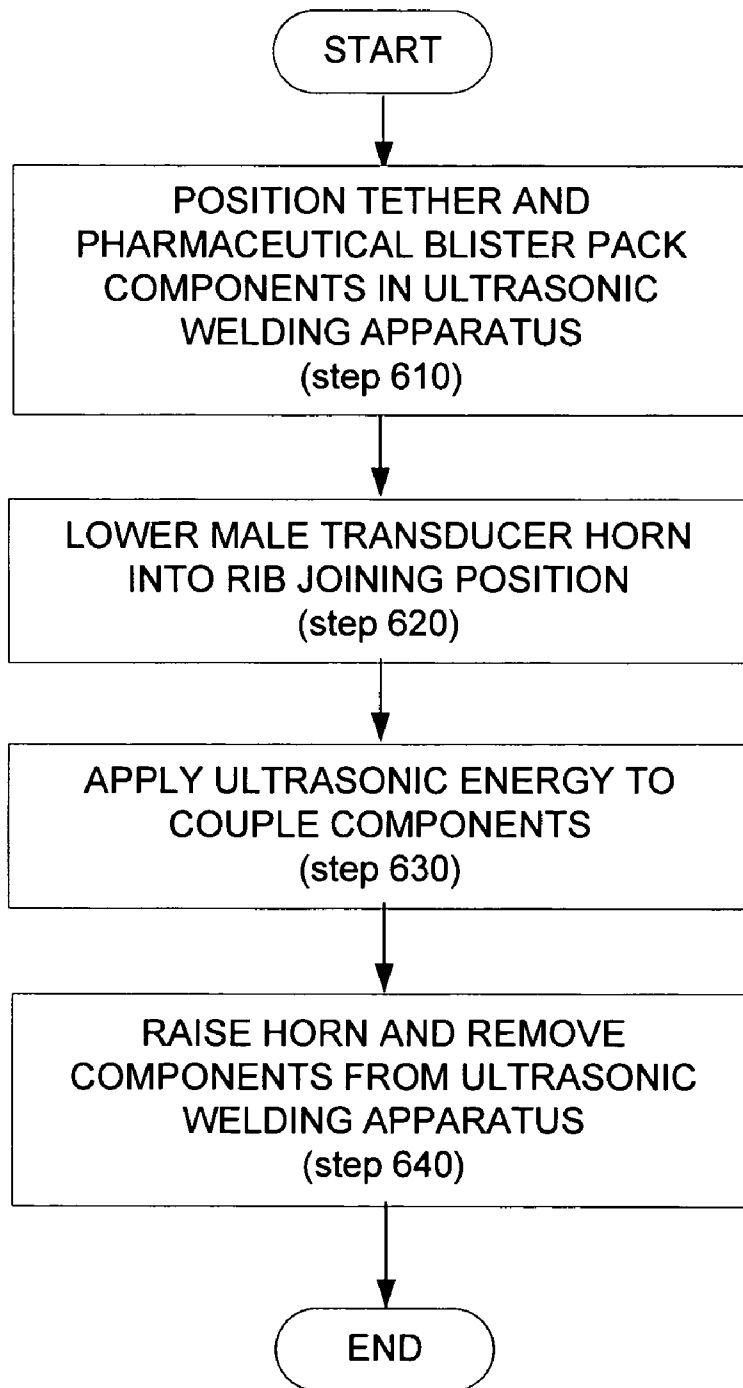 START
POSITION TETHER AND
PHARMACEUTICAL BLISTER PACK
COMPONENTS IN ULTRASONIC
WELDING APPARATUS
(step 610)
LOWER MALE TRANSDUCER HORN
INTO RIB JOINING POSITION
(step 620)
APPLY ULTRASONIC ENERGY TO
COUPLE COMPONENTS
(step 630)
RAISE HORN AND REMOVE
COMPONENTS FROM ULTRASONIC
WELDING APPARATUS
(step 640)
END